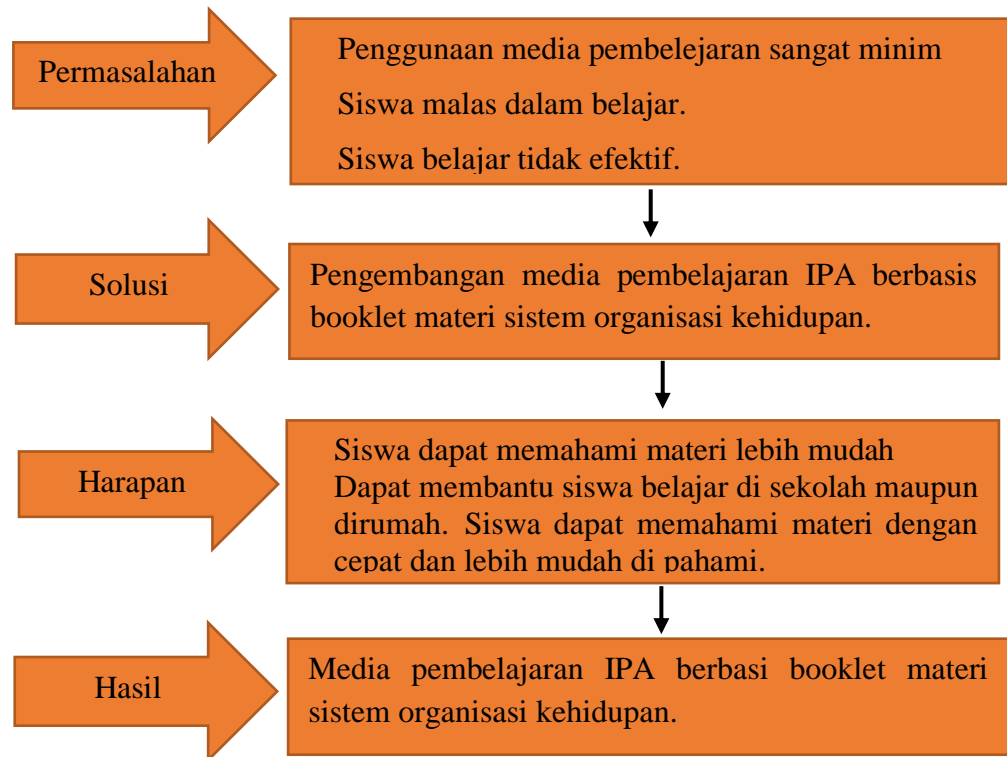 Permasalahan
Penggunaan media pembelejaran sangat minim
Siswa malas dalam belajar.
Siswa belajar tidak efektif.
Solusi
Pengembangan media pembelajaran IPA berbasis
booklet materi sistem organisasi kehidupan.
Harapan
Siswa dapat memahami materi lebih mudah
Dapat membantu siswa belajar di sekolah maupun
dirumah. Siswa dapat memahami materi dengan
cepat dan lebih mudah di pahami.
Hasil
Media pembelajaran IPA berbasi booklet materi
sistem organisasi kehidupan.